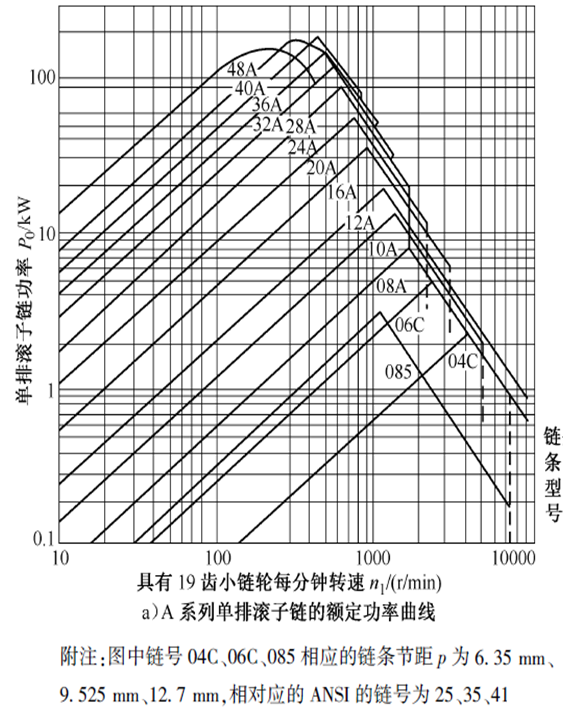 单排滚子链功率 P₀/kW
100
10
1
0.1
48A
40A
36A
32A 28A
24A
20A
16A
12A
10A
08A
06C
085
04C
链条型号
10 100 1000 10000
具有 19 齿小链轮每分钟转速 n₁/(r/min)
a)A 系列单排滚子链的额定功率曲线
附注:图中链号 04C、06C、085 相应的链条节距 p 为 6.35 mm、
9.525 mm、12.7 mm,相对应的 ANSI 的链号为 25、35、41